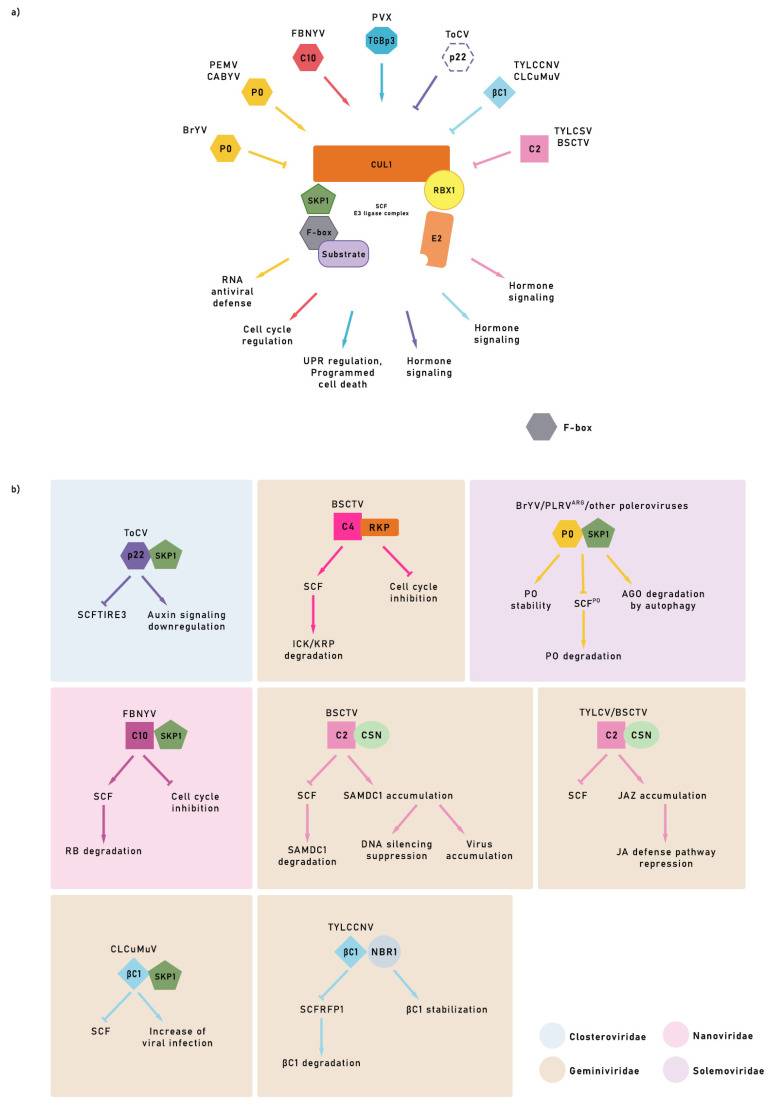 a)
PVX
TGBp3
FBNYV
C10
ToCV
p22
PEMV
CABYV
P0
TYLCCNV
CLCuMuV
βC1
BrYV
P0
TYLCSV
BSCTV
C2
CUL1
SKP1
RBX1
SCF
E3 ligase complex
F-box
E2
Substrate
RNA
antiviral
defense
Cell cycle
regulation
UPR regulation,
Programmed
cell death
Hormone
signaling
Hormone
signaling
Hormone
signaling
F-box
b)
ToCV
p22
SKP1
SCFTIRE3
Auxin signaling
downregulation
BSCTV
C4
RKP
SCF
Cell cycle
inhibition
ICK/KRP
degradation
BrYV/PLRVᴬᴿᴳ/other poleroviruses
P0
SKP1
PO
stability
SCFᴾᴼ
AGO degradation
by autophagy
PO degradation
FBNYV
C10
SKP1
SCF
Cell cycle
inhibition
RB degradation
BSCTV
C2
CSN
SCF
SAMDC1 accumulation
SAMDC1
degradation
DNA silencing
suppression
Virus
accumulation
TYLCV/BSCTV
C2
CSN
SCF
JAZ accumulation
JA defense pathway
repression
CLCuMuV
βC1
SKP1
SCF
Increase of
viral infection
TYLCCNV
βC1
NBR1
SCFRFP1
βC1 stabilization
βC1 degradation
Closteroviridae
Nanoviridae
Geminiviridae
Solemoviridae